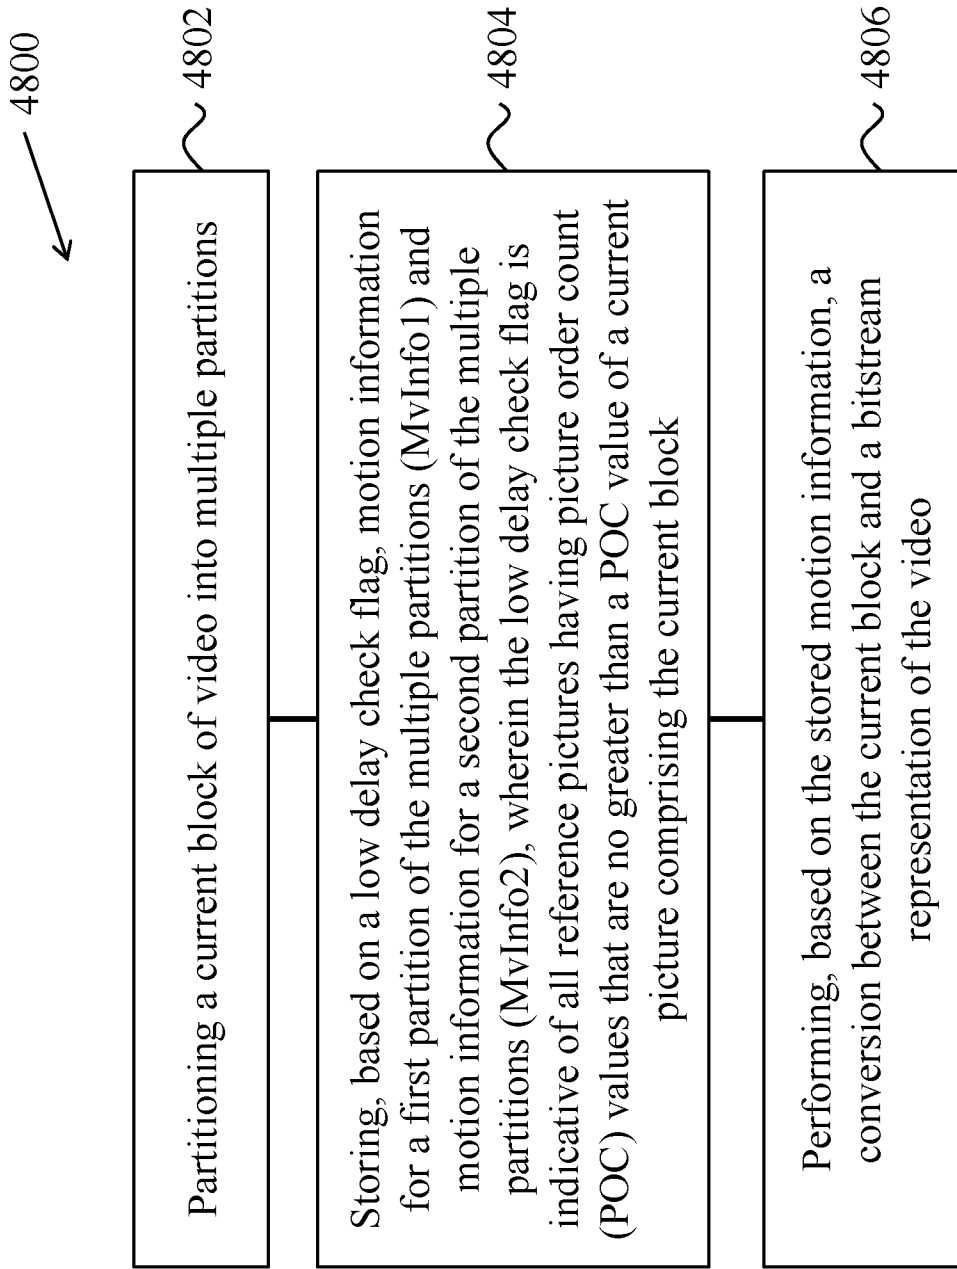 4800
Partitioning a current block of video into multiple partitions
4802
Storing, based on a low delay check flag, motion information
for a first partition of the multiple partitions (MvInfo1) and
motion information for a second partition of the multiple
partitions (MvInfo2), wherein the low delay check flag is
indicative of all reference pictures having picture order count
(POC) values that are no greater than a POC value of a current
picture comprising the current block
4804
Performing, based on the stored motion information, a
conversion between the current block and a bitstream
representation of the video
4806